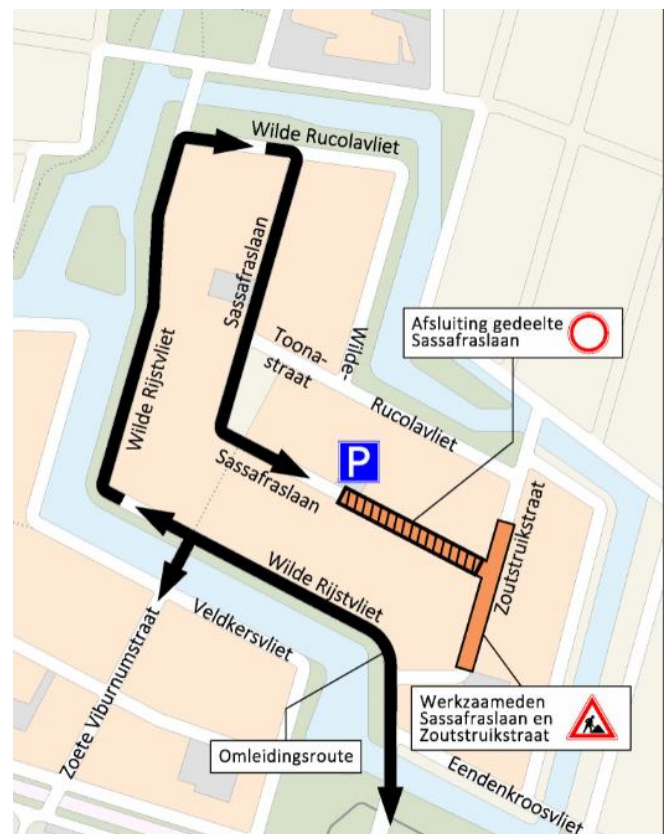 Wilde Rucolavliet
Sassafraslaan
Afsluiting gedeelte
Sassafraslaan
Toona-
straat
Wilde-
Rucolavliet
Wilde Rijstvliet
P
Sassafraslaan
Zoutstruikstraat
Wilde Rijstvliet
Veldkersvliet
Zoete Viburnumstraat
Werkzaameden
Sassafraslaan en
Zoutstruikstraat
Omleidingsroute
Eendenkroosvliet